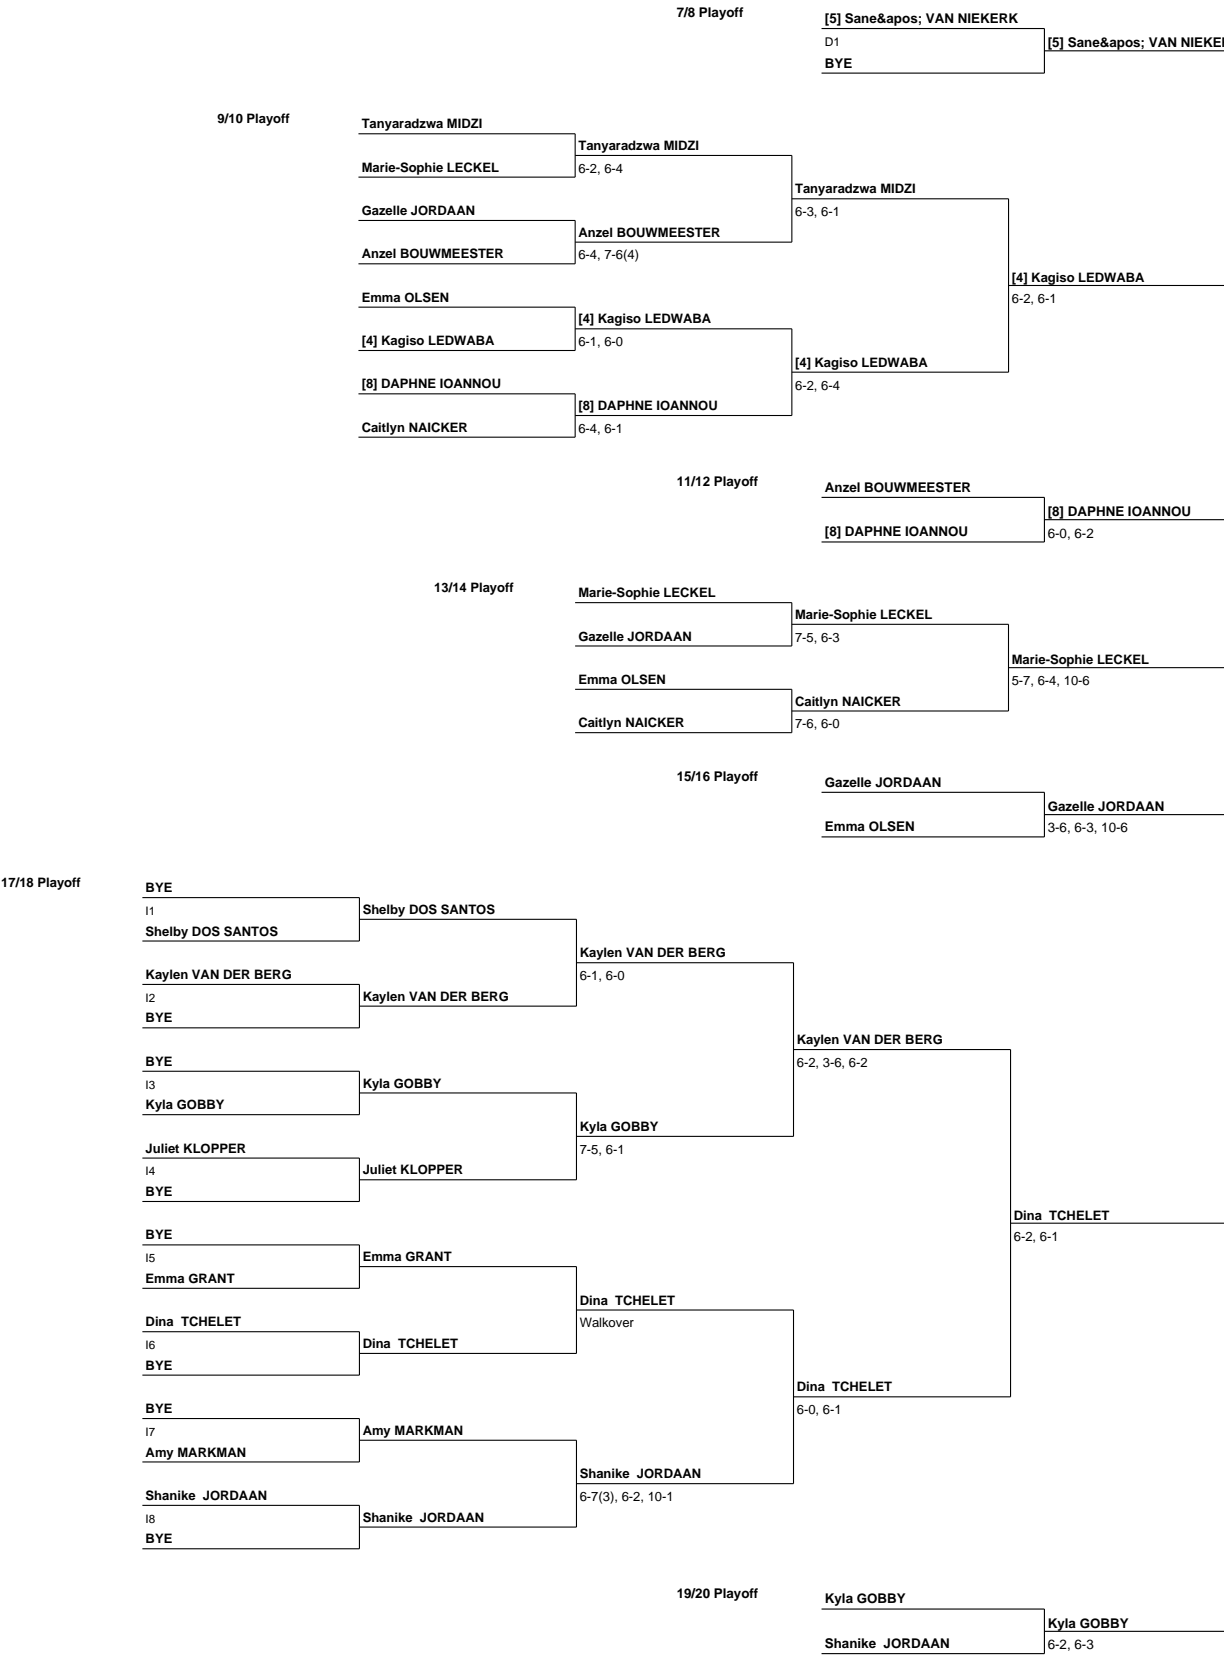 7/8 Playoff
[5] Sane&apos; VAN NIEKERK
D1
[5] Sane&apos; VAN NIEKE
BYE
9/10 Playoff
Tanyaradzwa MIDZI
Tanyaradzwa MIDZI
Marie-Sophie LECKEL
6-2, 6-4
Tanyaradzwa MIDZI
Gazelle JORDAAN
6-3, 6-1
Anzel BOUWMEESTER
Anzel BOUWMEESTER
6-4, 7-6(4)
[4] Kagiso LEDWABA
Emma OLSEN
6-2, 6-1
[4] Kagiso LEDWABA
[4] Kagiso LEDWABA
6-1, 6-0
[4] Kagiso LEDWABA
[8] DAPHNE IOANNOU
6-2, 6-4
[8] DAPHNE IOANNOU
Caitlyn NAICKER
6-4, 6-1
11/12 Playoff
Anzel BOUWMEESTER
[8] DAPHNE IOANNOU
[8] DAPHNE IOANNOU
6-0, 6-2
13/14 Playoff
Marie-Sophie LECKEL
Marie-Sophie LECKEL
Gazelle JORDAAN
7-5, 6-3
Marie-Sophie LECKEL
Emma OLSEN
5-7, 6-4, 10-6
Caitlyn NAICKER
Caitlyn NAICKER
7-6, 6-0
15/16 Playoff
Gazelle JORDAAN
Gazelle JORDAAN
Emma OLSEN
3-6, 6-3, 10-6
17/18 Playoff
BYE
I1
Shelby DOS SANTOS
Shelby DOS SANTOS
Kaylen VAN DER BERG
Kaylen VAN DER BERG
6-1, 6-0
I2
Kaylen VAN DER BERG
BYE
Kaylen VAN DER BERG
BYE
6-2, 3-6, 6-2
I3
Kyla GOBBY
Kyla GOBBY
Kyla GOBBY
Juliet KLOPPER
7-5, 6-1
I4
Juliet KLOPPER
BYE
Dina TCHELET
BYE
6-2, 6-1
I5
Emma GRANT
Emma GRANT
Dina TCHELET
Dina TCHELET
Walkover
I6
Dina TCHELET
BYE
Dina TCHELET
BYE
6-0, 6-1
I7
Amy MARKMAN
Amy MARKMAN
Shanike JORDAAN
Shanike JORDAAN
6-7(3), 6-2, 10-1
I8
Shanike JORDAAN
BYE
19/20 Playoff
Kyla GOBBY
Kyla GOBBY
Shanike JORDAAN
6-2, 6-3